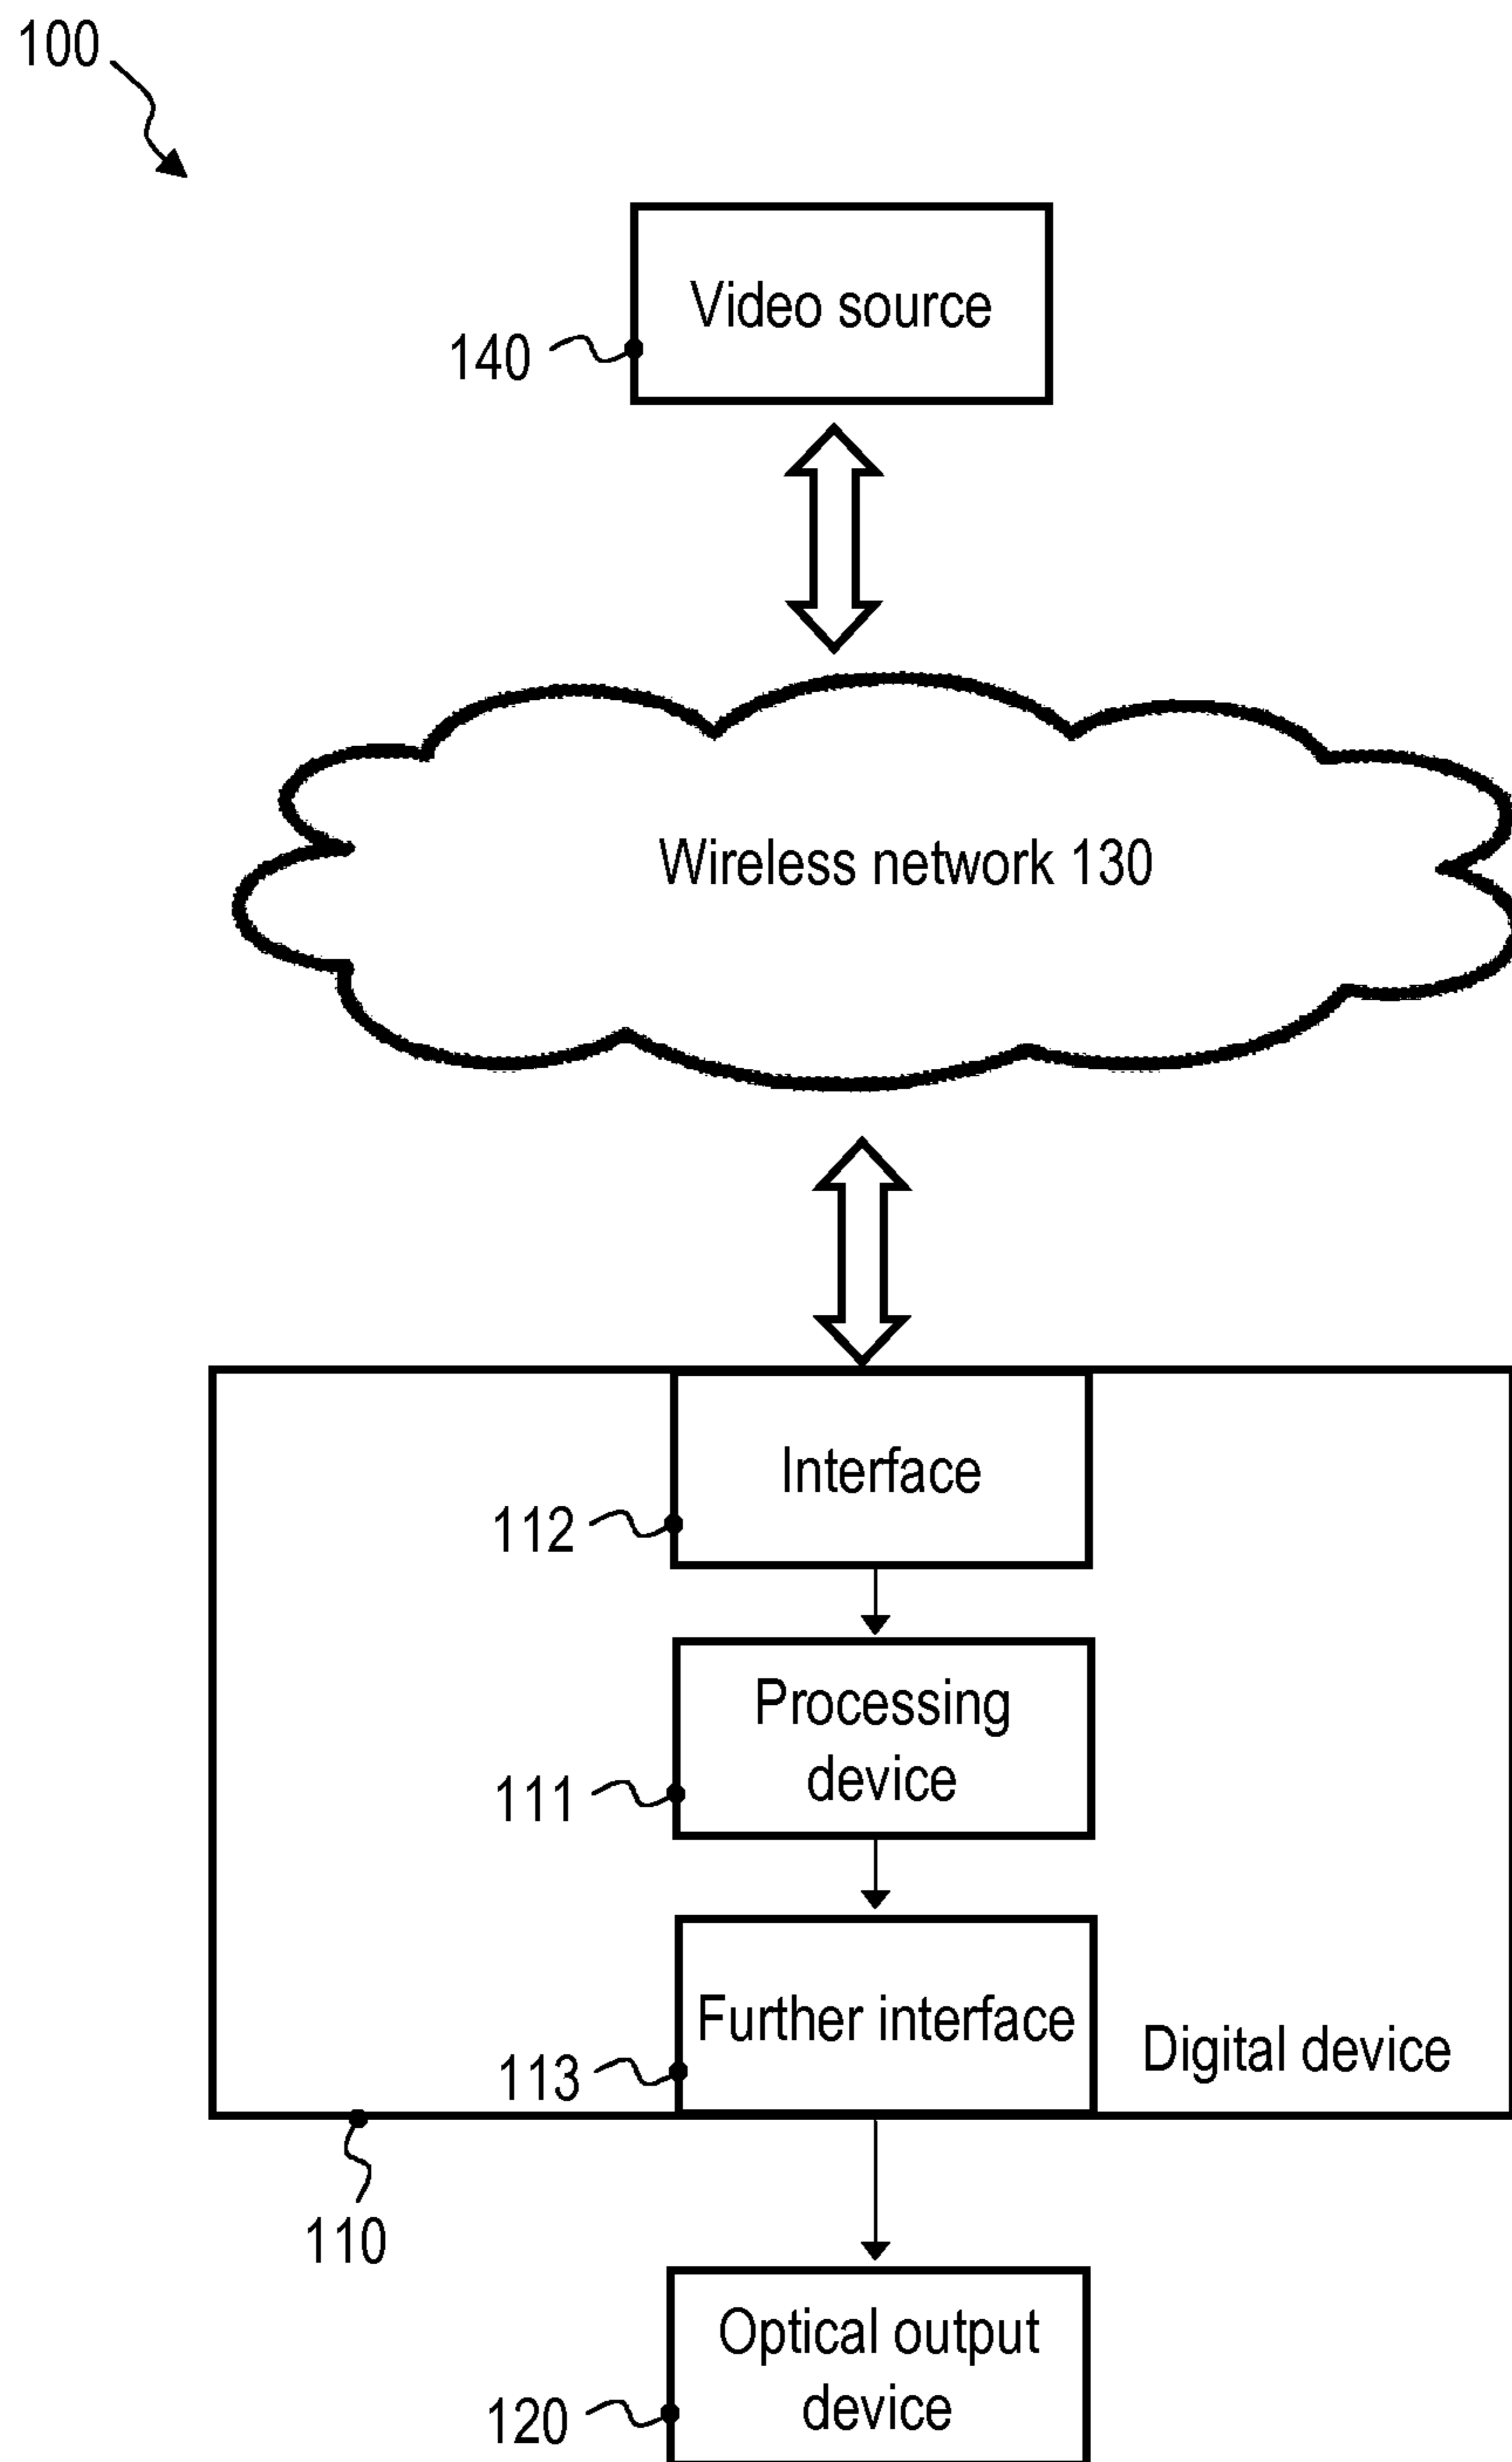 100
Video source
140
Wireless network 130
Interface
112
Processing
device
111
Further interface
113
Digital device
110
Optical output
device
120